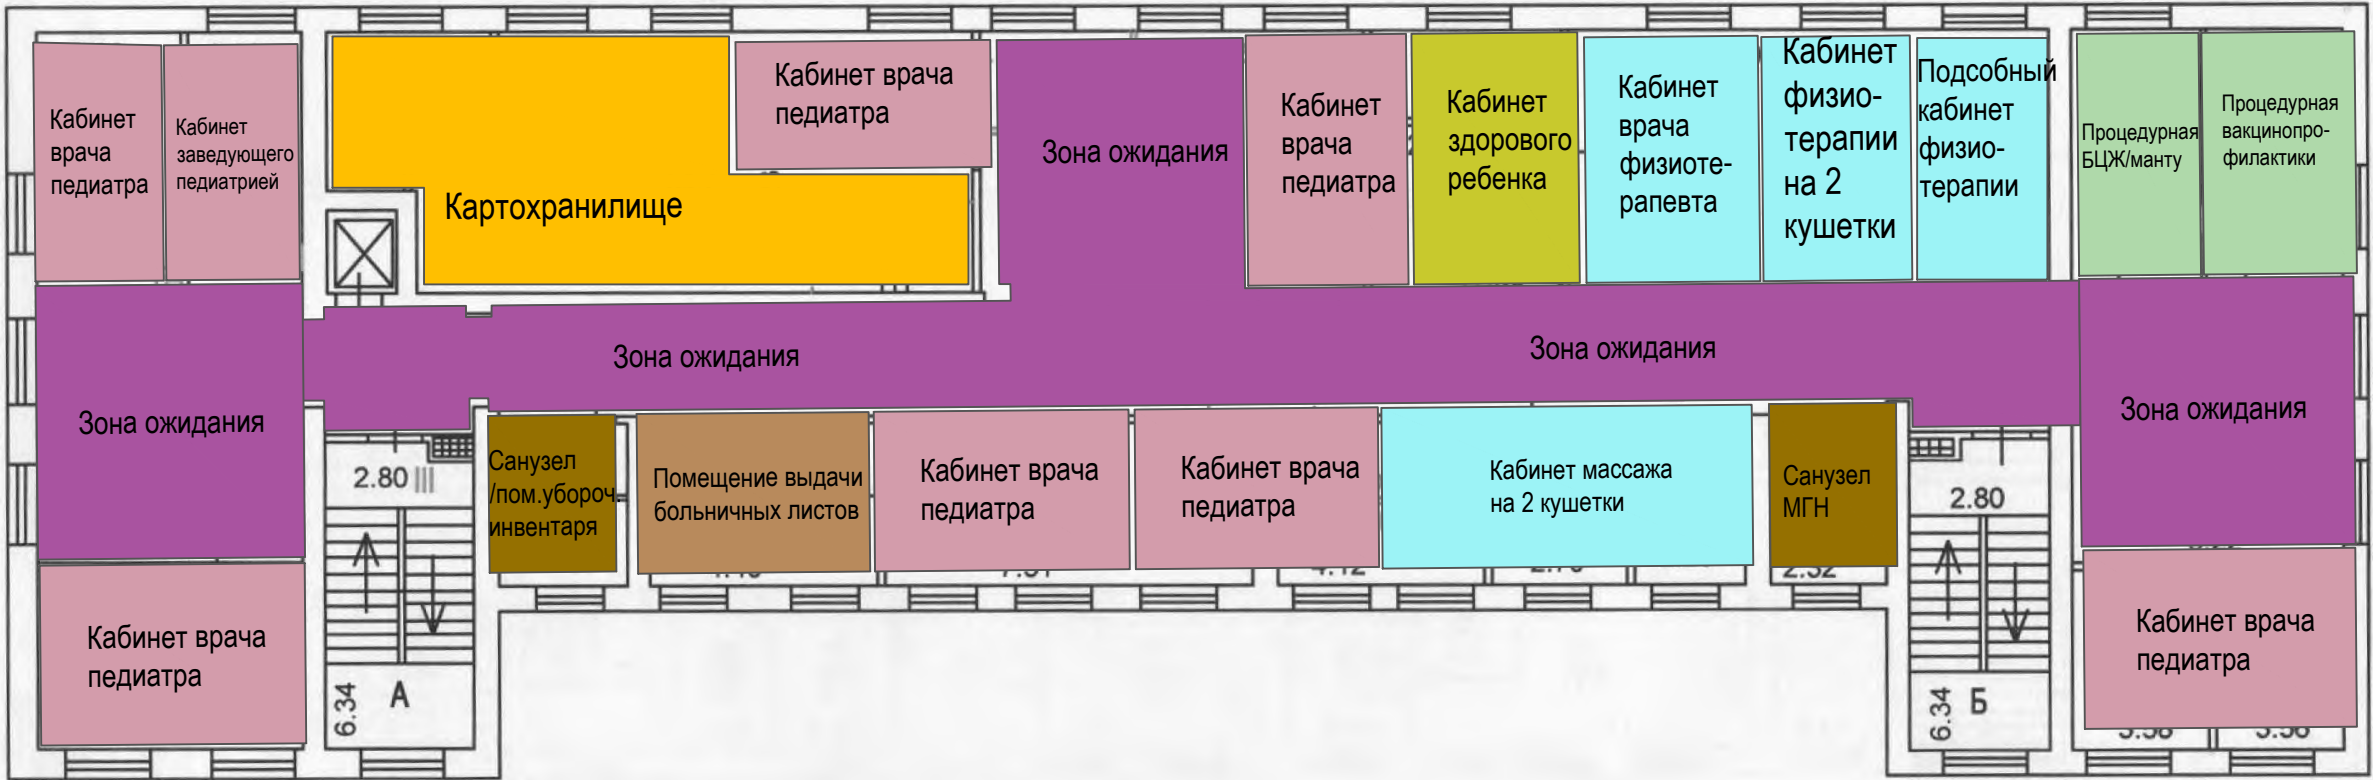 Кабинет
врача
педиатра
Кабинет
заведующего
педиатрией
Картохранилище
Кабинет врача
педиатра
Зона ожидания
Кабинет
врача
педиатра
Кабинет
здорового
ребенка
Кабинет
врача
физиоте-
рапевта
Кабинет
физио-
терапии
на 2
кушетки
Подсобный
кабинет
физио-
терапии
Процедурная
БЦЖ/манту
Процедурная
вакцинопро-
филактики
Зона ожидания
Зона ожидания
Зона ожидания
Зона ожидания
2.80
Санузел
/пом.убороч.
инвентаря
Помещение выдачи
больничных листов
Кабинет врача
педиатра
Кабинет врача
педиатра
Кабинет массажа
на 2 кушетки
Санузел
МГН
2.80
Кабинет врача
педиатра
6.34
А
6.34
Б
Кабинет врача
педиатра